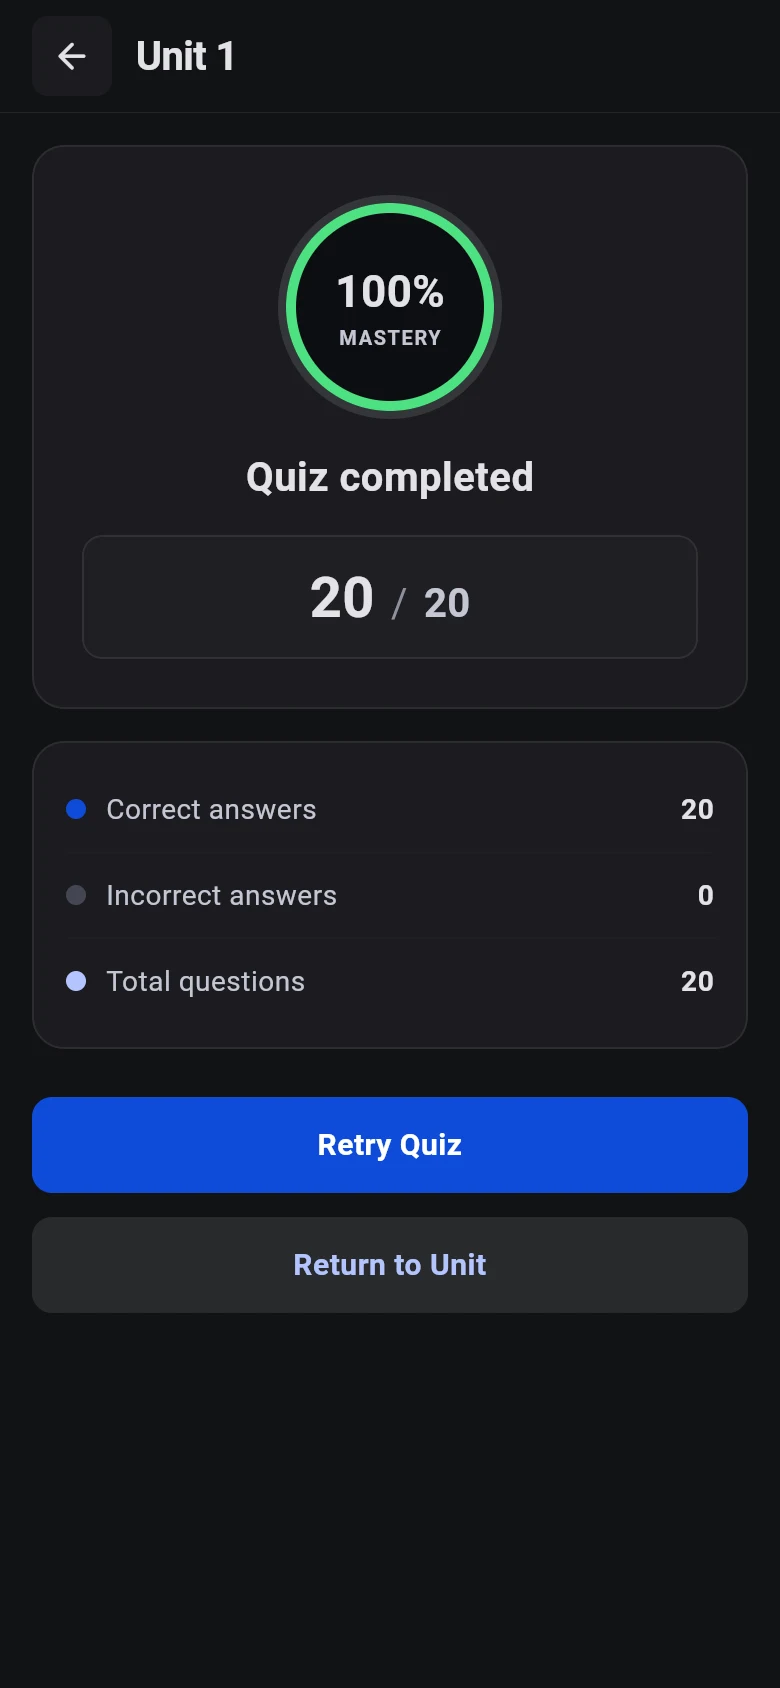 Unit 1
100%
MASTERY
Quiz completed
20 / 20
Correct answers 20
Incorrect answers 0
Total questions 20
Retry Quiz
Return to Unit